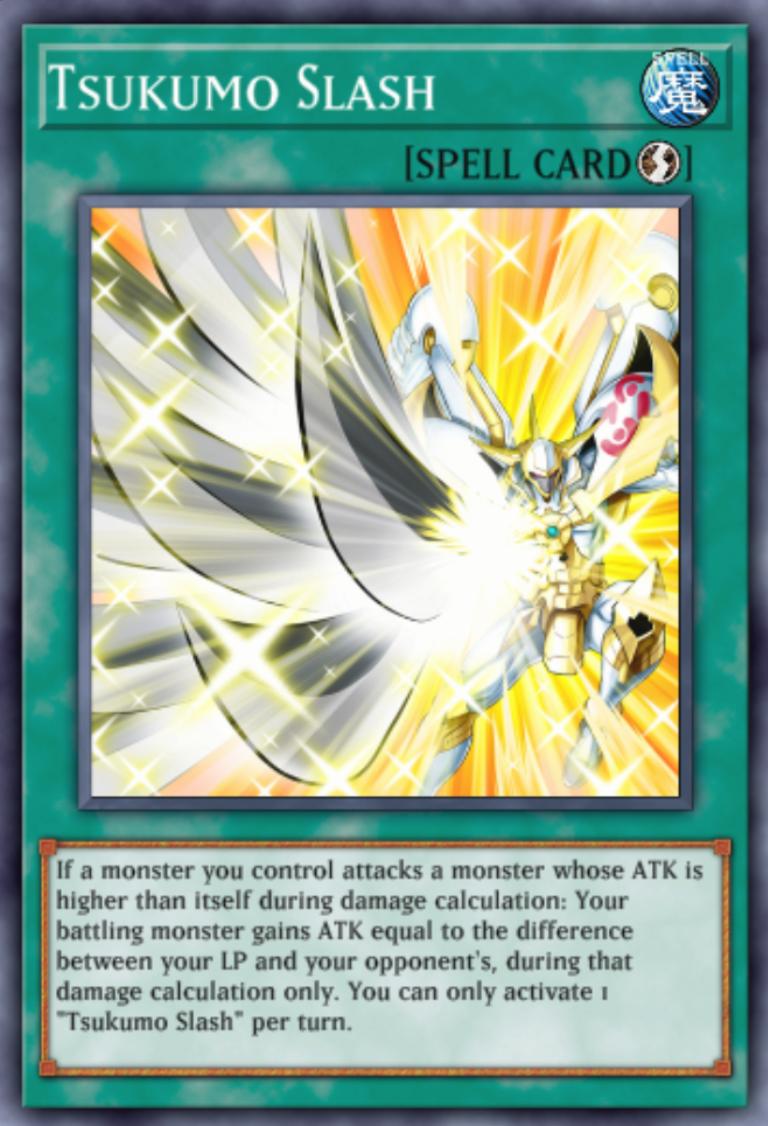 Tsukumo Slash
SPELL
魔
[SPELL CARD]
If a monster you control attacks a monster whose ATK is
higher than itself during damage calculation: Your
battling monster gains ATK equal to the difference
between your LP and your opponent's, during that
damage calculation only. You can only activate 1
"Tsukumo Slash" per turn.